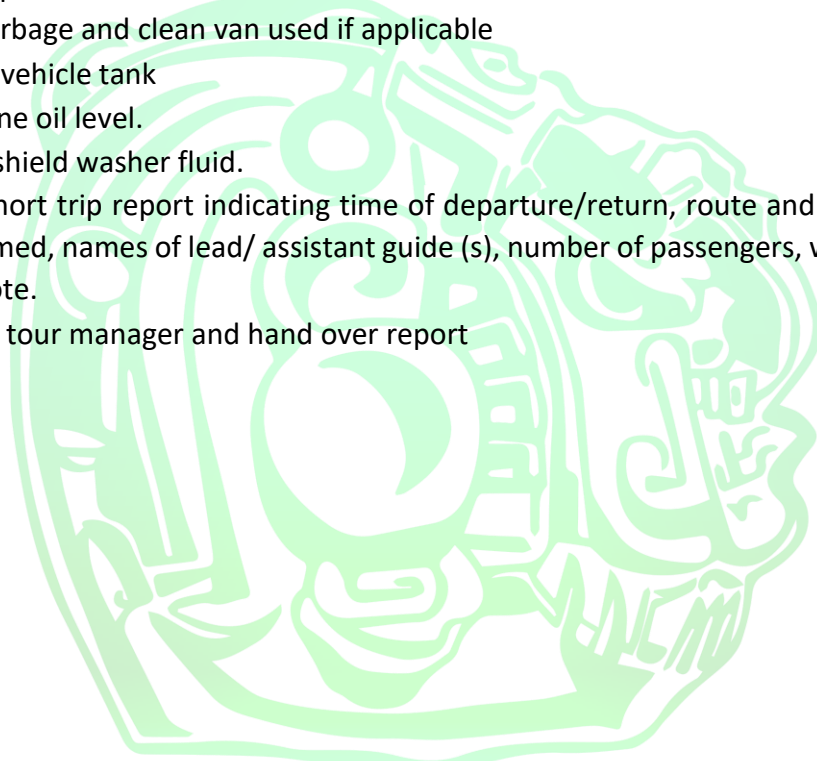 rbage and clean van used if applicable
vehicle tank
ne oil level.
shield washer fluid.
ort trip report indicating time of departure/return, route and
med, names of lead/ assistant guide (s), number of passengers, w
te.
tour manager and hand over report